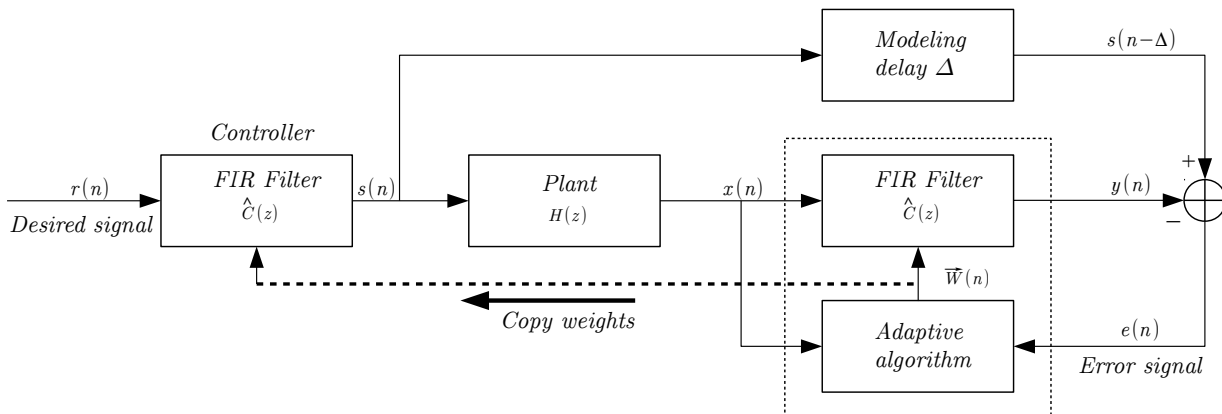 Modeling
delay Δ
s(n−Δ)
Controller
r(n)
Desired signal
FIR Filter
Ĉ(z)
s(n)
Plant
H(z)
x(n)
FIR Filter
Ĉ(z)
y(n)
+
−
W⃗(n)
Copy weights
Adaptive
algorithm
e(n)
Error signal